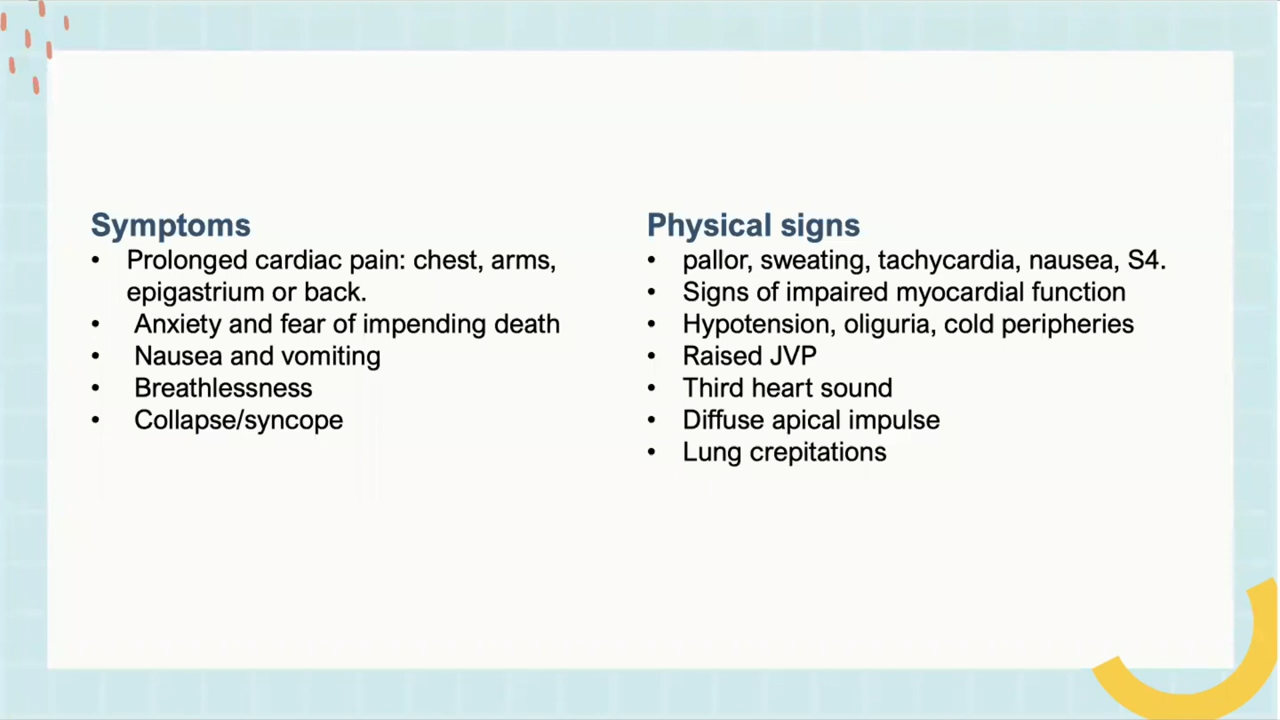 Symptoms
• Prolonged cardiac pain: chest, arms,
epigastrium or back.
• Anxiety and fear of impending death
• Nausea and vomiting
• Breathlessness
• Collapse/syncope
Physical signs
• pallor, sweating, tachycardia, nausea, S4.
• Signs of impaired myocardial function
• Hypotension, oliguria, cold peripheries
• Raised JVP
• Third heart sound
• Diffuse apical impulse
• Lung crepitations